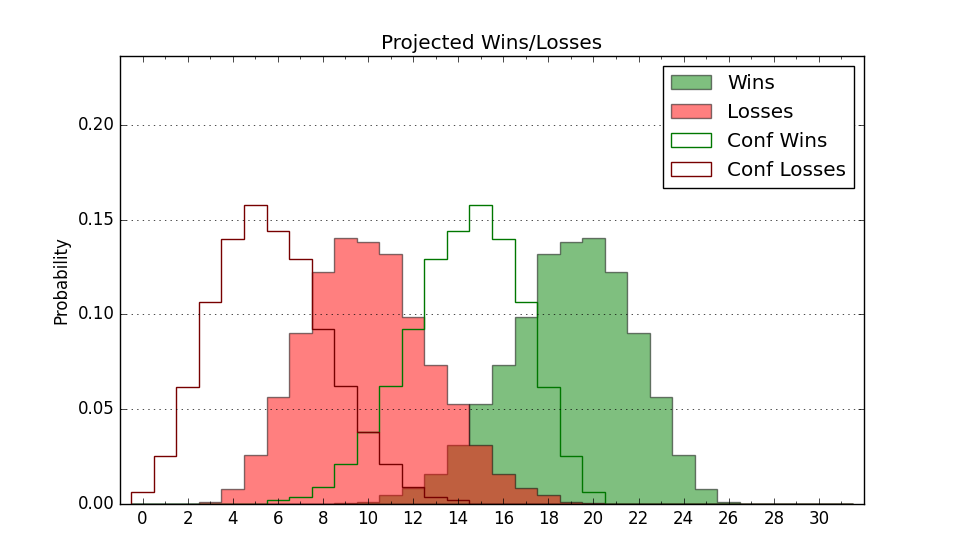 Projected Wins/Losses
Wins
Losses
Conf Wins
Conf Losses
Probability
0.20
0.15
0.10
0.05
0.00
0 2 4 6 8 10 12 14 16 18 20 22 24 26 28 30